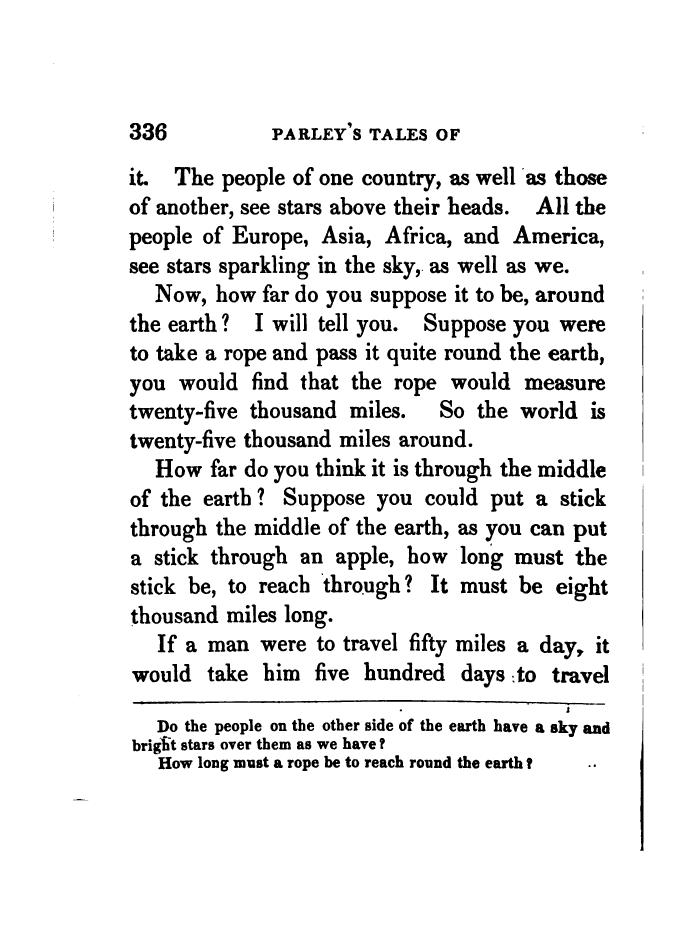 336 PARLEY'S TALES OF
it. The people of one country, as well as those
of another, see stars above their heads. All the
people of Europe, Asia, Africa, and America,
see stars sparkling in the sky, as well as we.
Now, how far do you suppose it to be, around
the earth? I will tell you. Suppose you were
to take a rope and pass it quite round the earth,
you would find that the rope would measure
twenty-five thousand miles. So the world is
twenty-five thousand miles around.
How far do you think it is through the middle
of the earth? Suppose you could put a stick
through the middle of the earth, as you can put
a stick through an apple, how long must the
stick be, to reach through? It must be eight
thousand miles long.
If a man were to travel fifty miles a day, it
would take him five hundred days to travel
Do the people on the other side of the earth have a sky and
bright stars over them as we have?
How long must a rope be to reach round the earth?